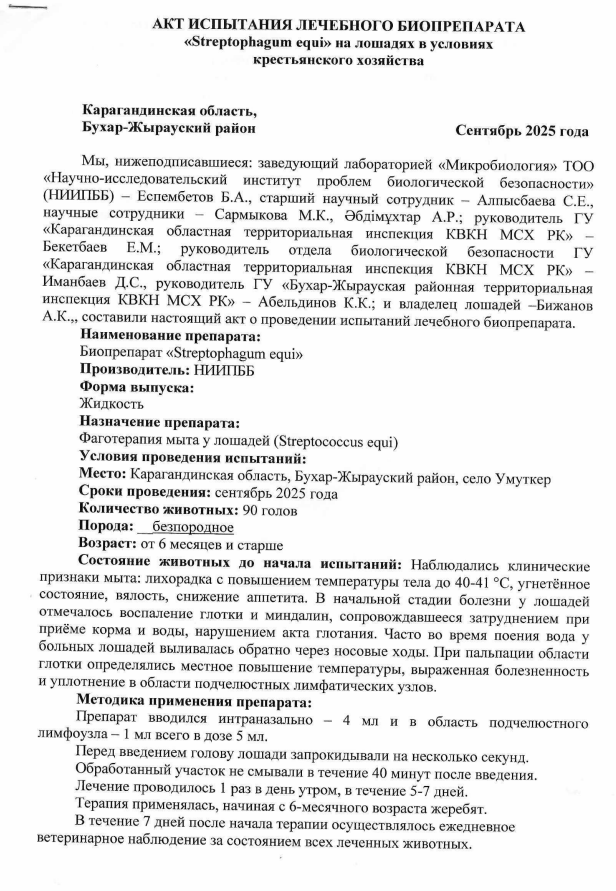 АКТ ИСПЫТАНИЯ ЛЕЧЕБНОГО БИОПРЕПАРАТА
«Streptophagum equi» на лошадях в условиях
крестьянского хозяйства
Карагандинская область,
Бухар-Жырауский район Сентябрь 2025 года
Мы, нижеподписавшиеся: заведующий лабораторией «Микробиология» ТОО
«Научно-исследовательский институт проблем биологической безопасности»
(НИИПББ) – Еспембетов Б.А., старший научный сотрудник – Алпысбаева С.Е.,
научные сотрудники – Сармыкова М.К., Әбдімұхтар А.Р.; руководитель ГУ
«Карагандинская областная территориальная инспекция КВКН МСХ РК» –
Бекетбаев Е.М.; руководитель отдела биологической безопасности ГУ
«Карагандинская областная территориальная инспекция КВКН МСХ РК» –
Иманбаев Д.С., руководитель ГУ «Бухар-Жырауская районная территориальная
инспекция КВКН МСХ РК» – Абельдинов К.К.; и владелец лошадей –Бижанов
А.К.,, составили настоящий акт о проведении испытаний лечебного биопрепарата.
Наименование препарата:
Биопрепарат «Streptophagum equi»
Производитель: НИИПББ
Форма выпуска:
Жидкость
Назначение препарата:
Фаготерапия мыта у лошадей (Streptococcus equi)
Условия проведения испытаний:
Место: Карагандинская область, Бухар-Жырауский район, село Умуткер
Сроки проведения: сентябрь 2025 года
Количество животных: 90 голов
Порода: __безпородное
Возраст: от 6 месяцев и старше
Состояние животных до начала испытаний: Наблюдались клинические
признаки мыта: лихорадка с повышением температуры тела до 40-41 °С, угнетённое
состояние, вялость, снижение аппетита. В начальной стадии болезни у лошадей
отмечалось воспаление глотки и миндалин, сопровождавшееся затруднением при
приёме корма и воды, нарушением акта глотания. Часто во время поения вода у
больных лошадей выливалась обратно через носовые ходы. При пальпации области
глотки определялись местное повышение температуры, выраженная болезненность
и уплотнение в области подчелюстных лимфатических узлов.
Методика применения препарата:
Препарат вводился интраназально – 4 мл и в область подчелюстного
лимфоузла – 1 мл всего в дозе 5 мл.
Перед введением голову лошади запрокидывали на несколько секунд.
Обработанный участок не смывали в течение 40 минут после введения.
Лечение проводилось 1 раз в день утром, в течение 5-7 дней.
Терапия применялась, начиная с 6-месячного возраста жеребят.
В течение 7 дней после начала терапии осуществлялось ежедневное
ветеринарное наблюдение за состоянием всех леченных животных.